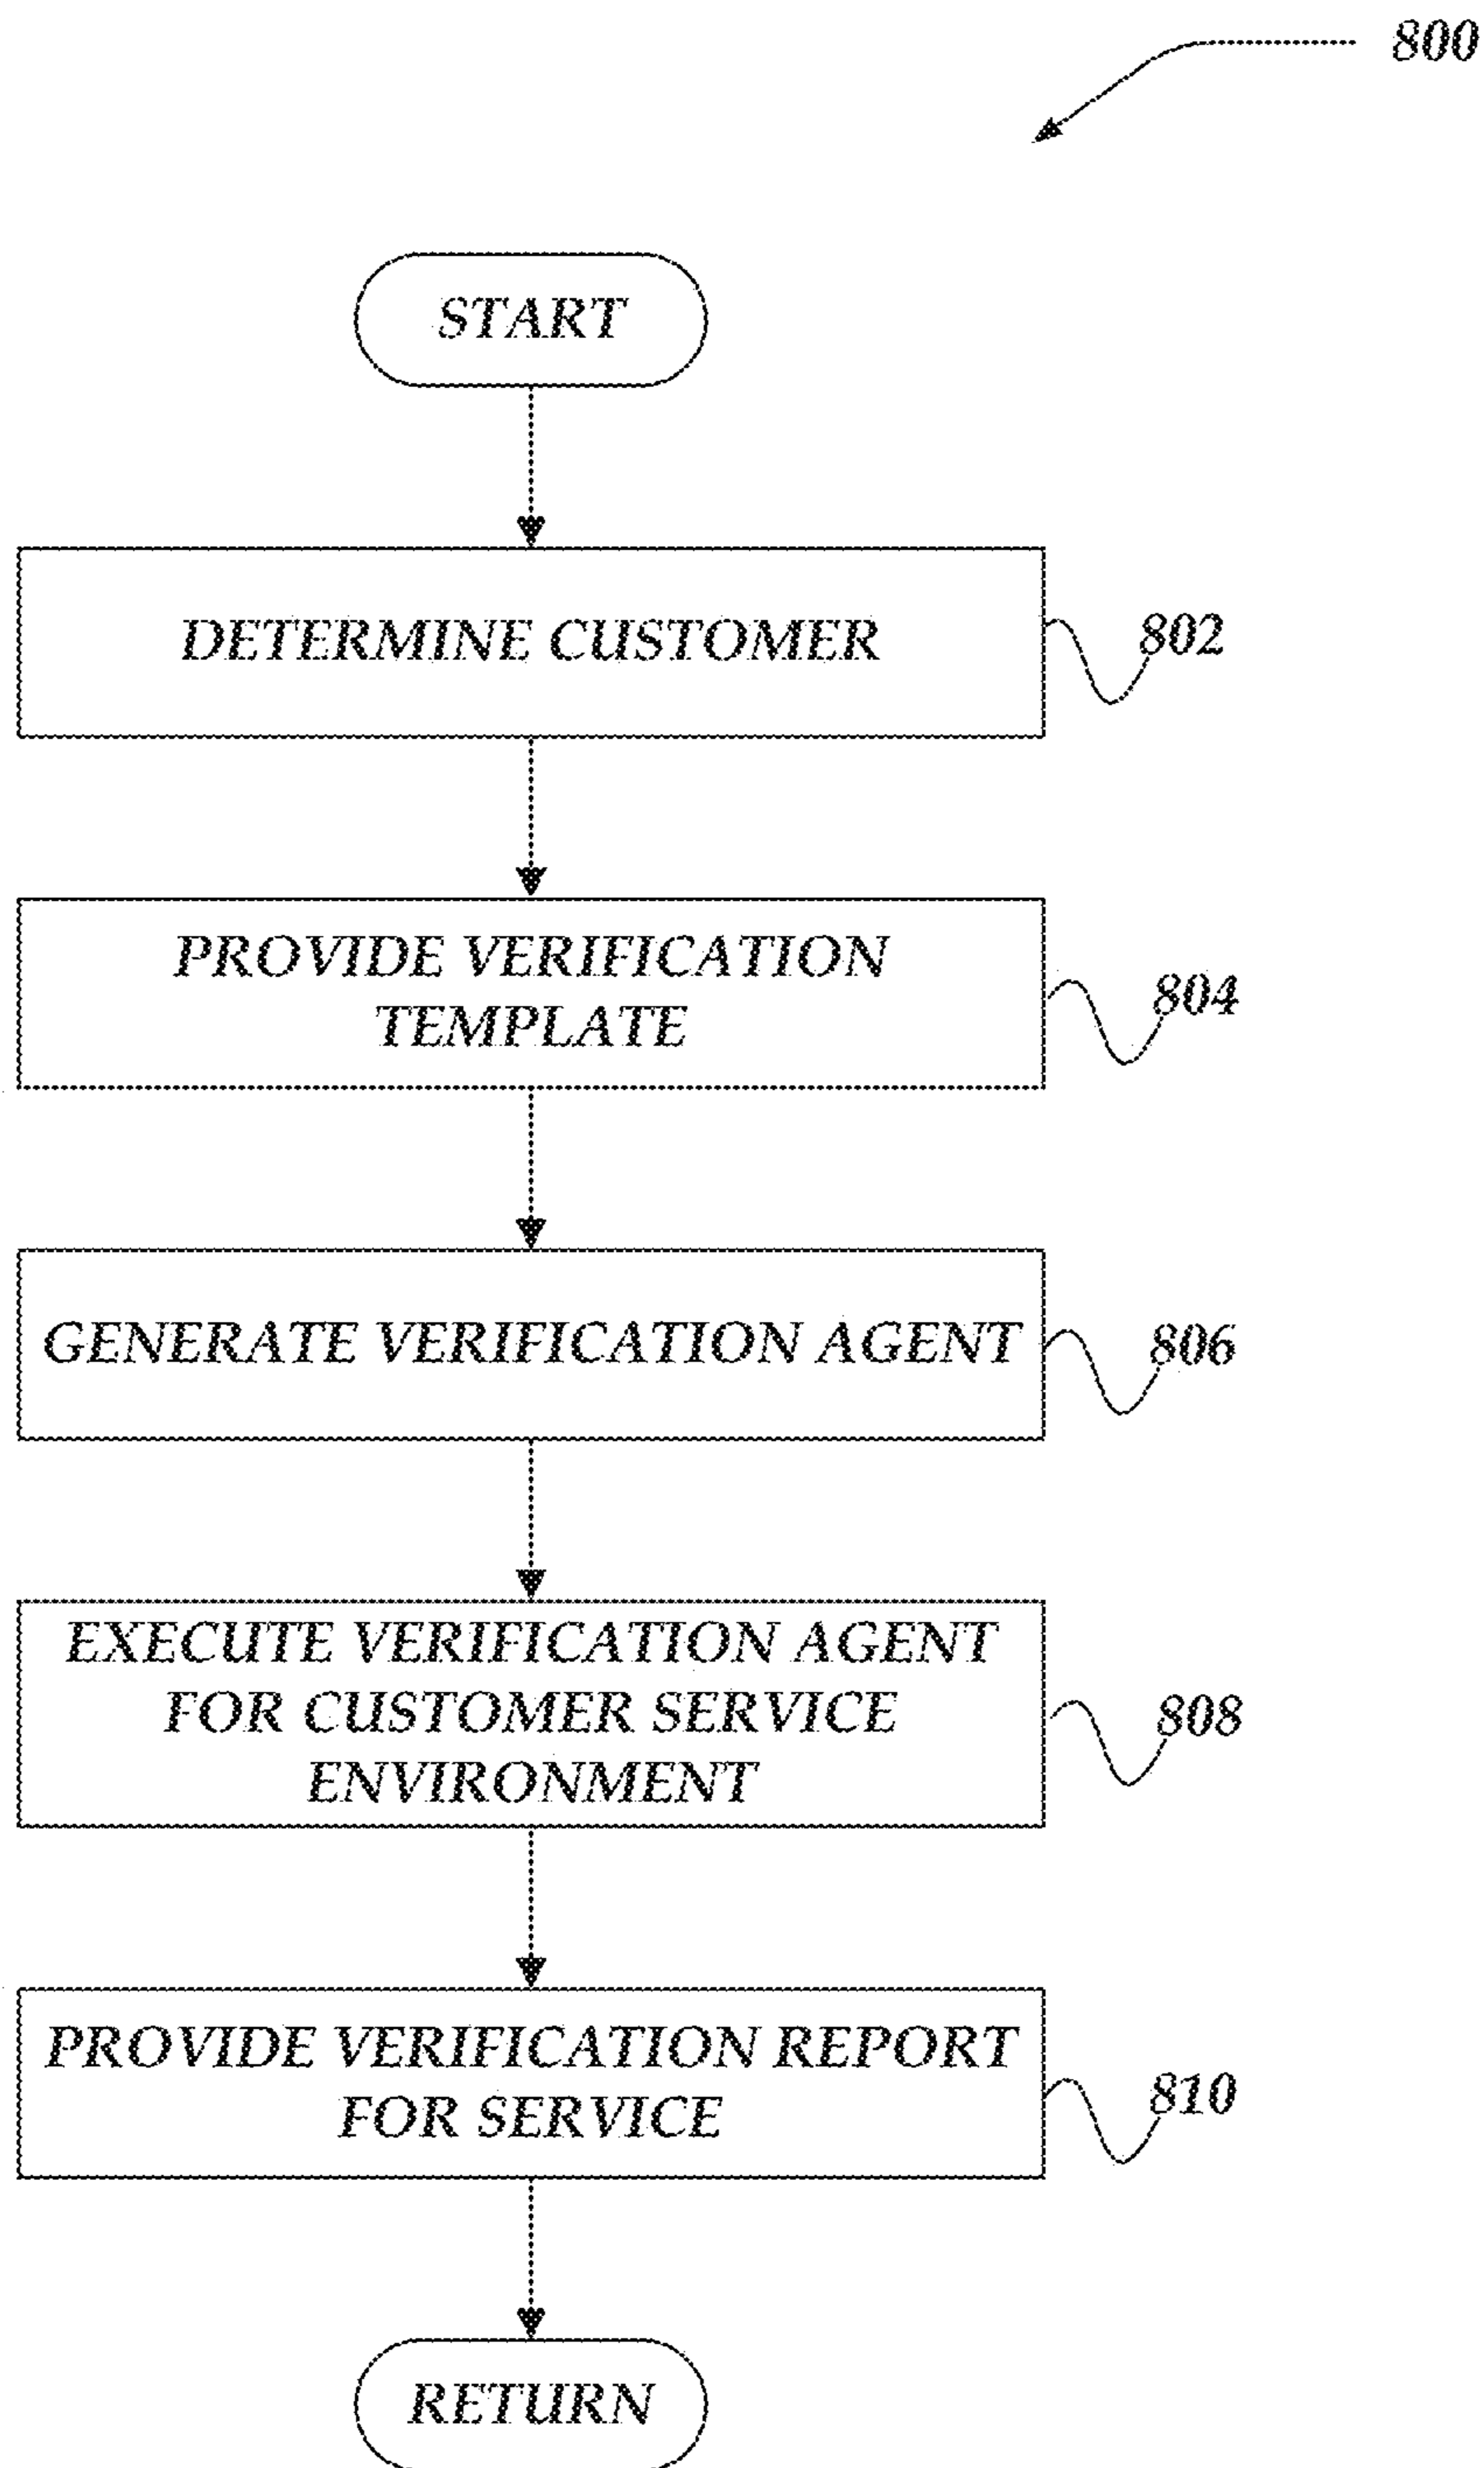 800
START
DETERMINE CUSTOMER
802
PROVIDE VERIFICATION
TEMPLATE
804
GENERATE VERIFICATION AGENT
806
EXECUTE VERIFICATION AGENT
FOR CUSTOMER SERVICE
ENVIRONMENT
808
PROVIDE VERIFICATION REPORT
FOR SERVICE
810
RETURN